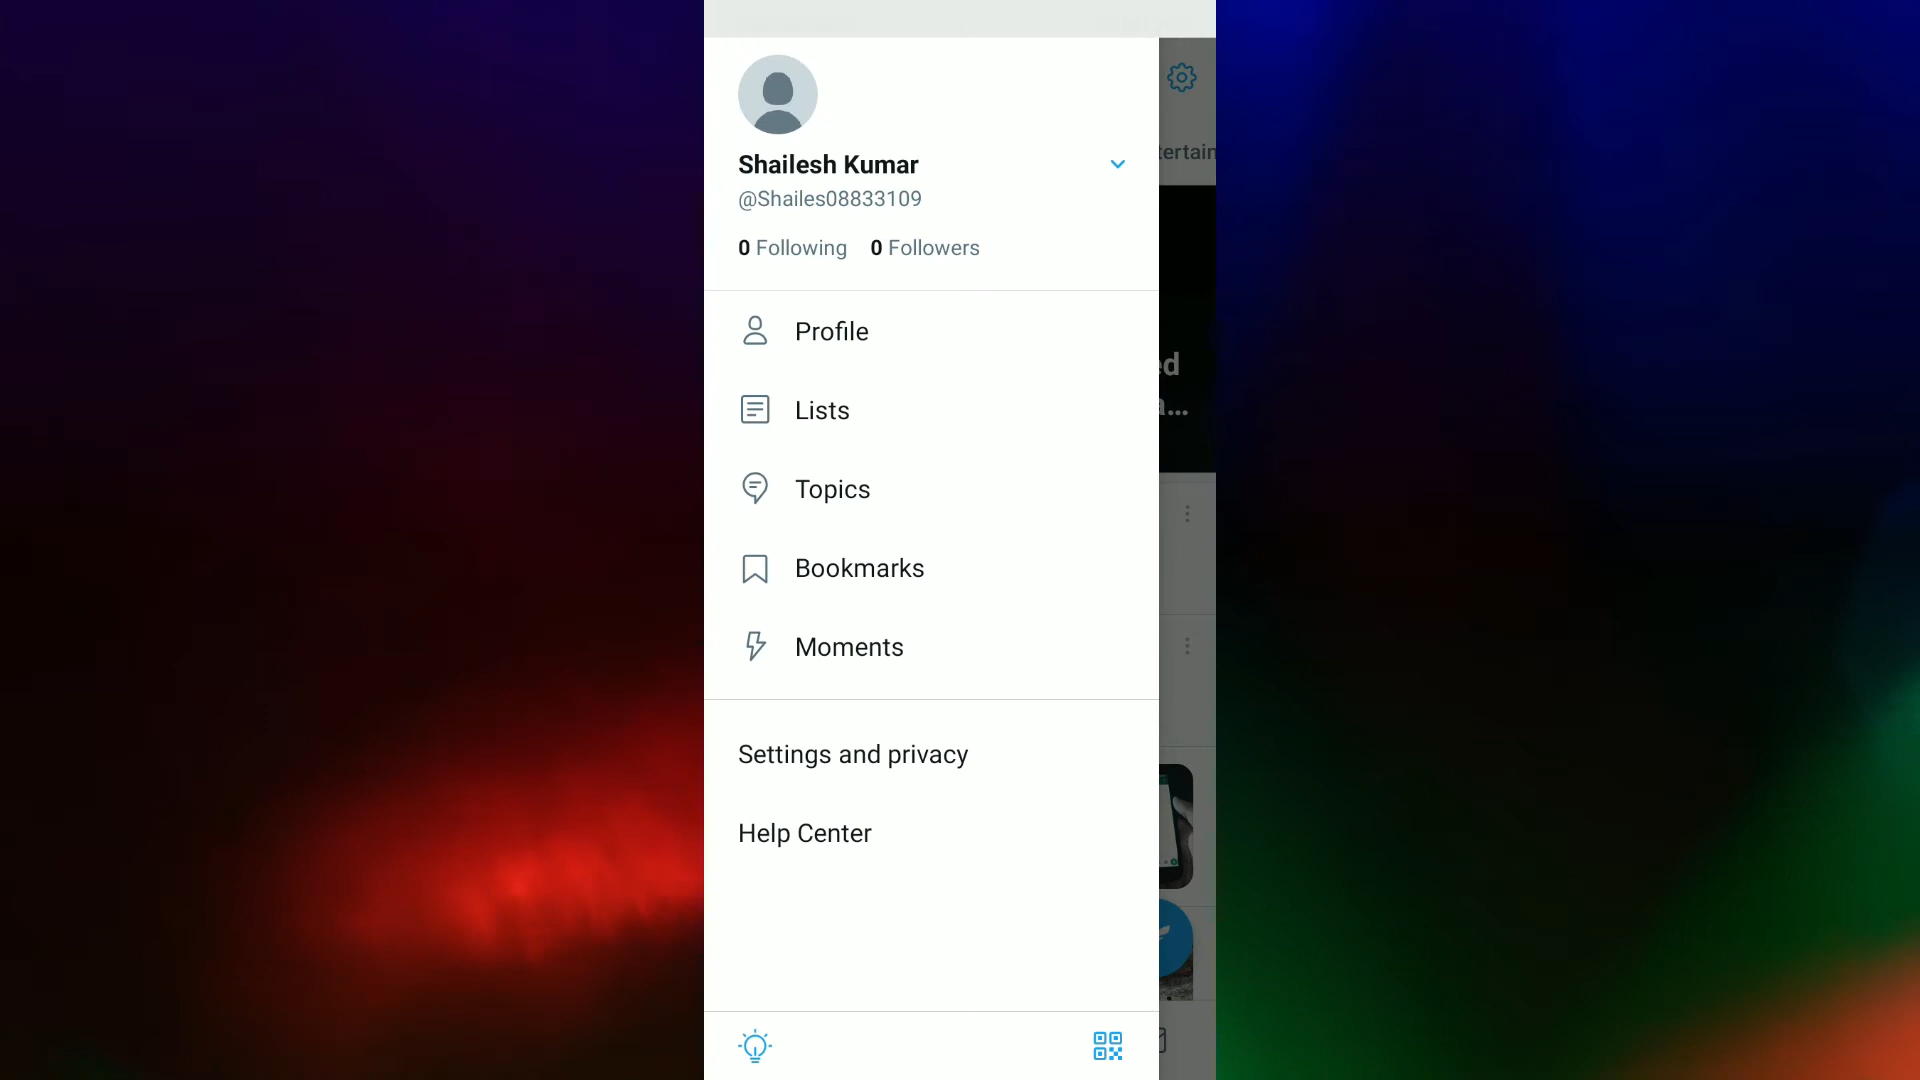 Shailesh Kumar
@Shailes08833109
0 Following 0 Followers
Profile
Lists
Topics
Bookmarks
Moments
Settings and privacy
Help Center